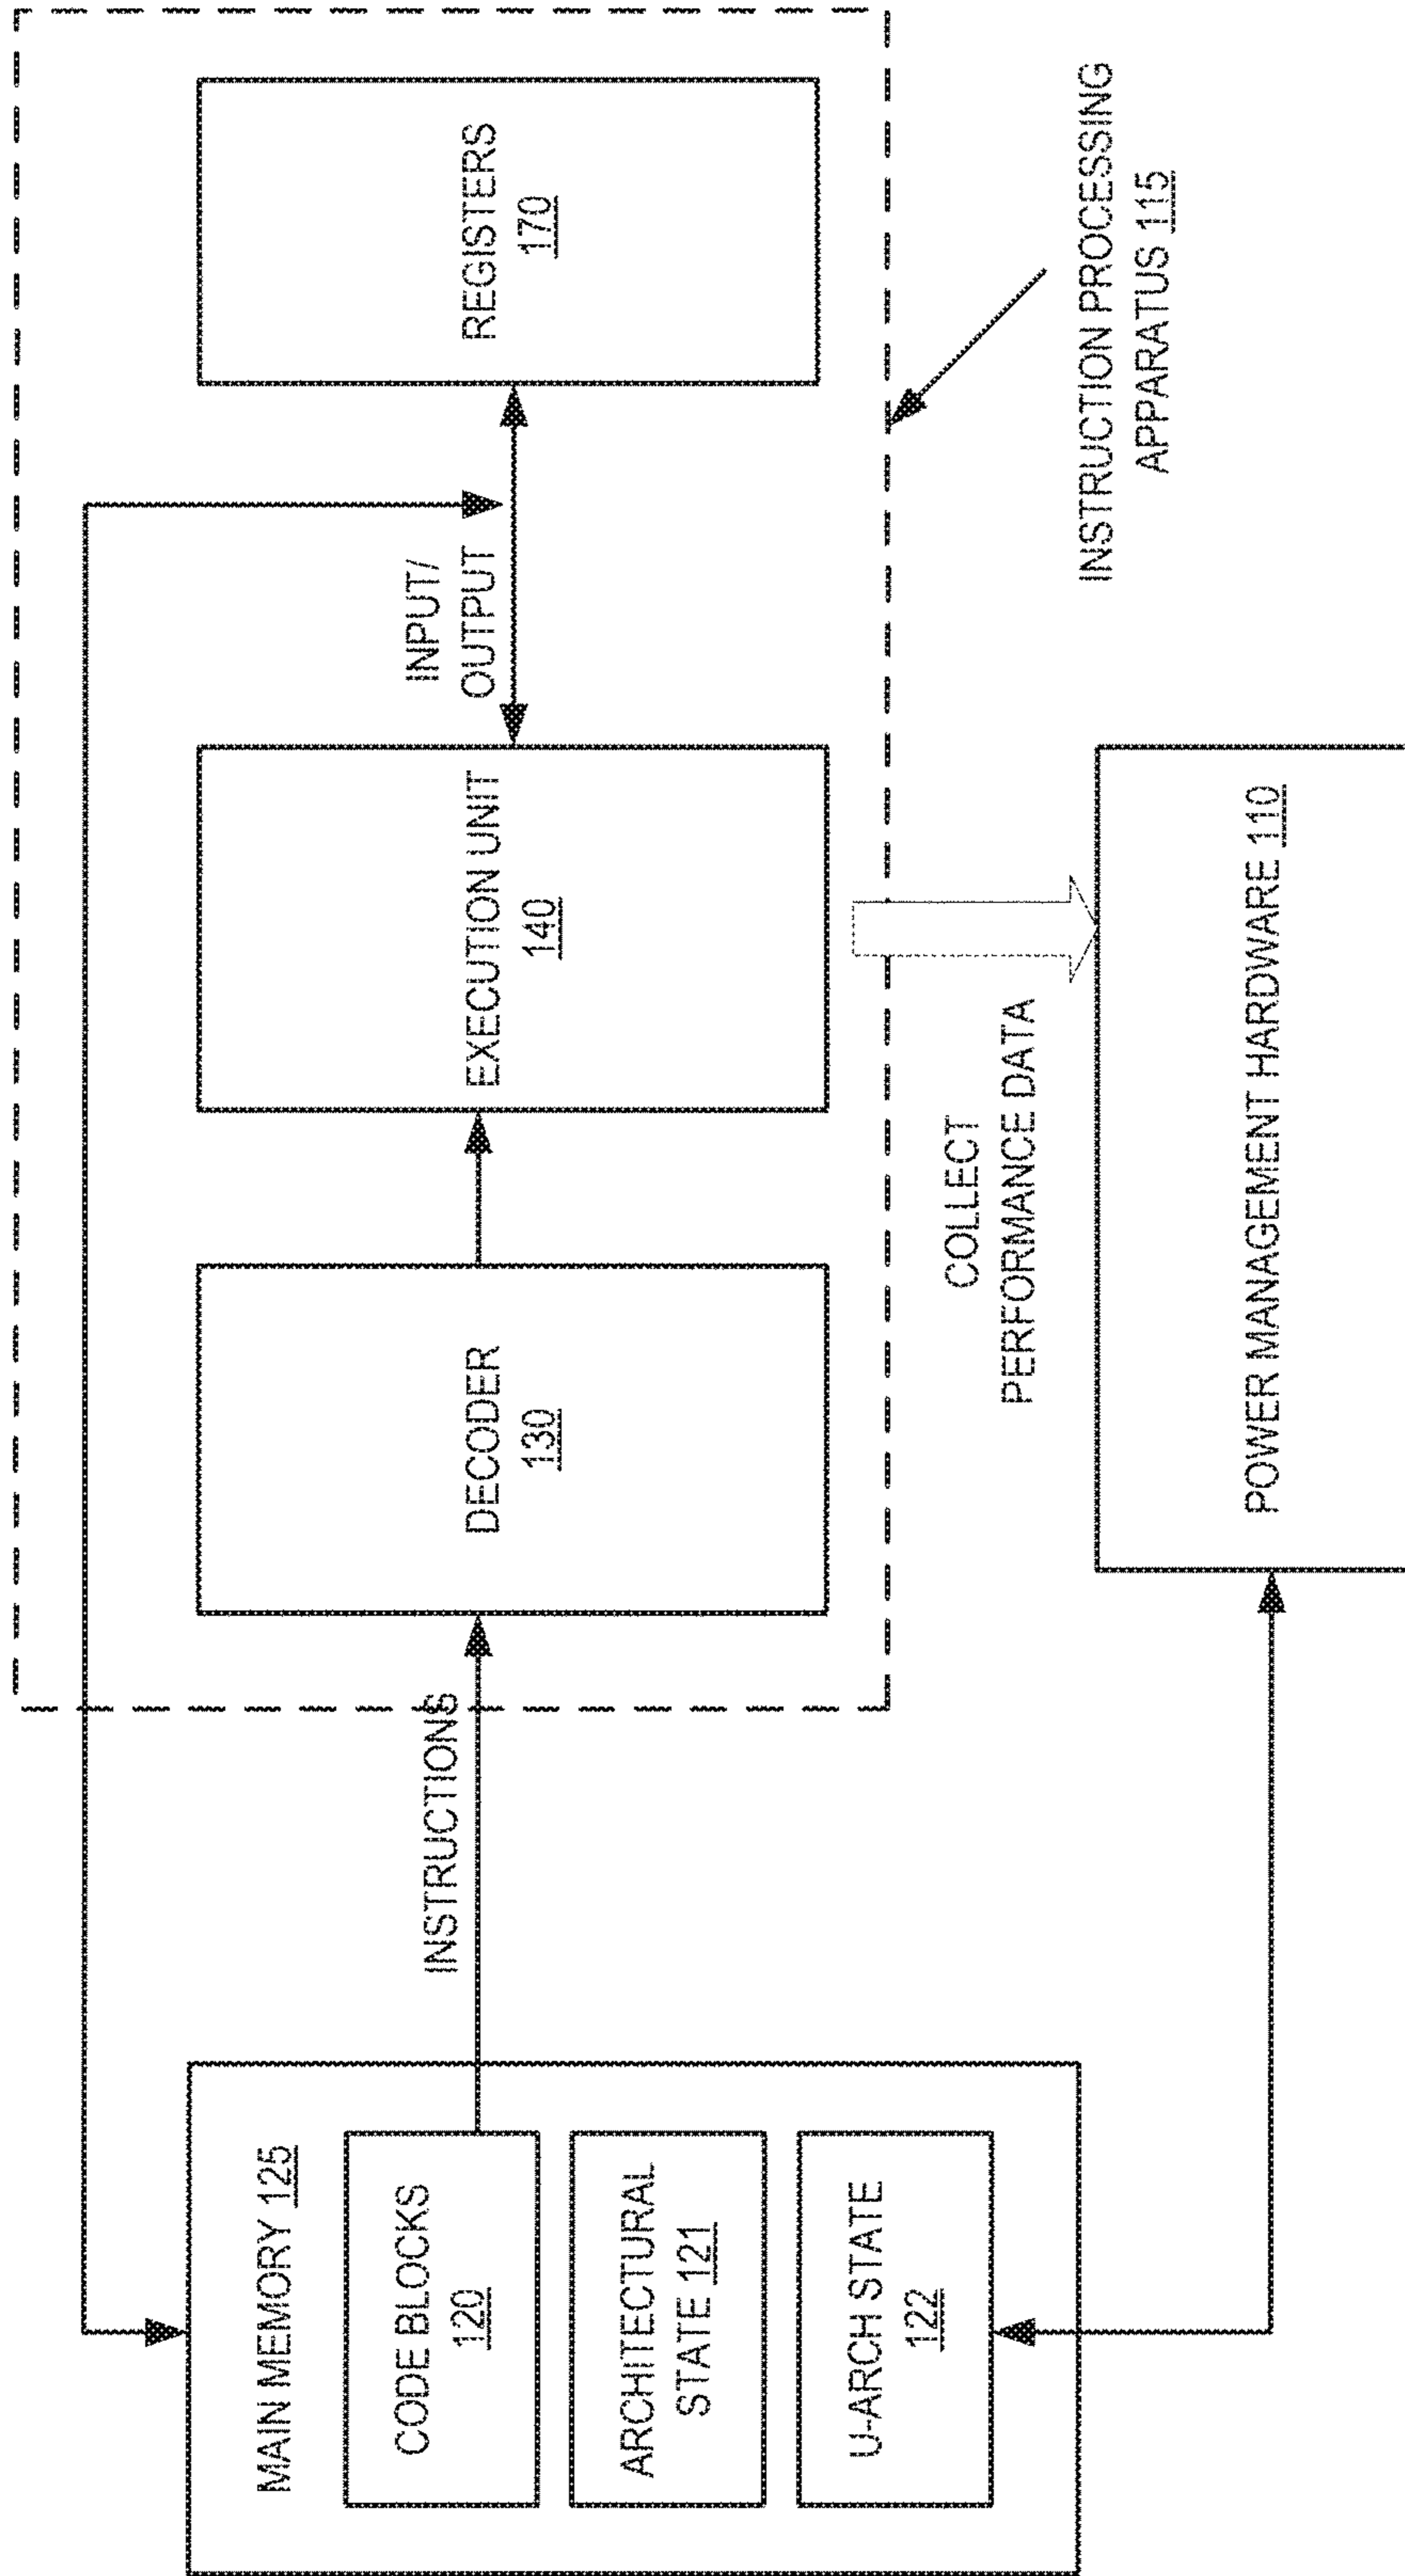 MAIN MEMORY 125
CODE BLOCKS
120
ARCHITECTURAL
STATE 121
U-ARCH STATE
122
INSTRUCTIONS
DECODER
130
EXECUTION UNIT
140
INPUT/
OUTPUT
REGISTERS
170
COLLECT
PERFORMANCE DATA
POWER MANAGEMENT HARDWARE 110
INSTRUCTION PROCESSING
APPARATUS 115